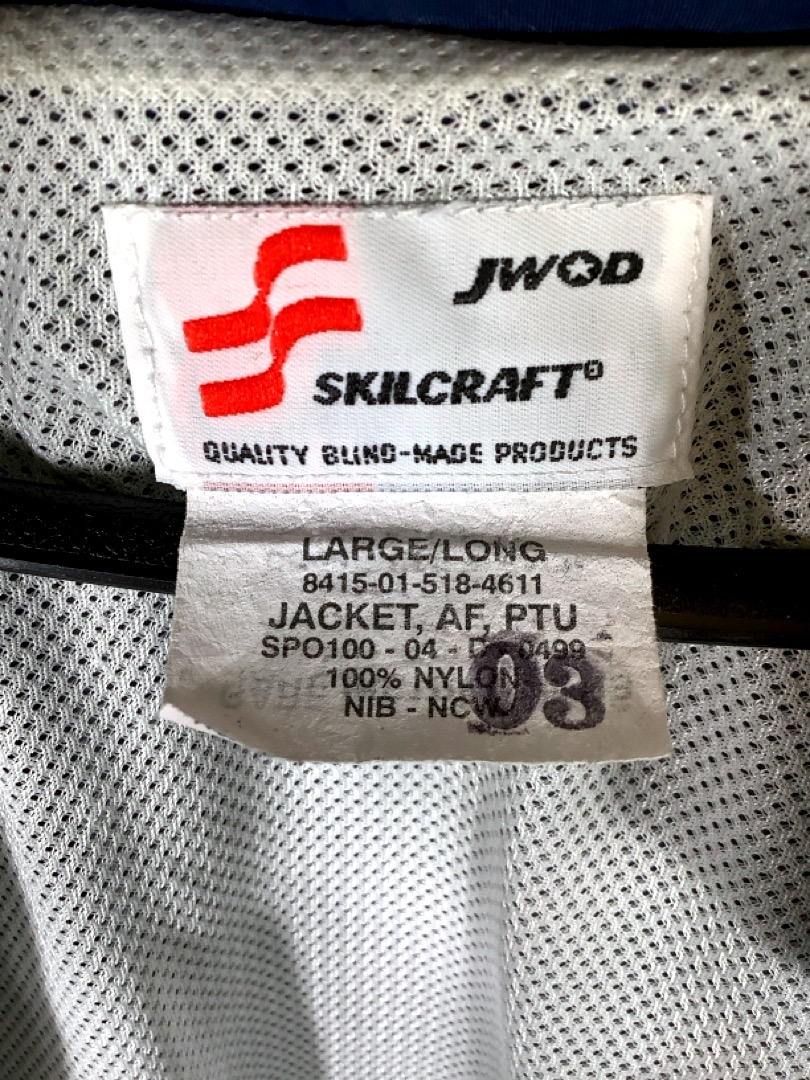 JWOD
SKILCRAFT®
QUALITY BLIND-MADE PRODUCTS
LARGE/LONG
8415-01-518-4611
JACKET, AF, PTU
SPO100 - 04 - D 0499
100% NYLON
NIB - NCW
03